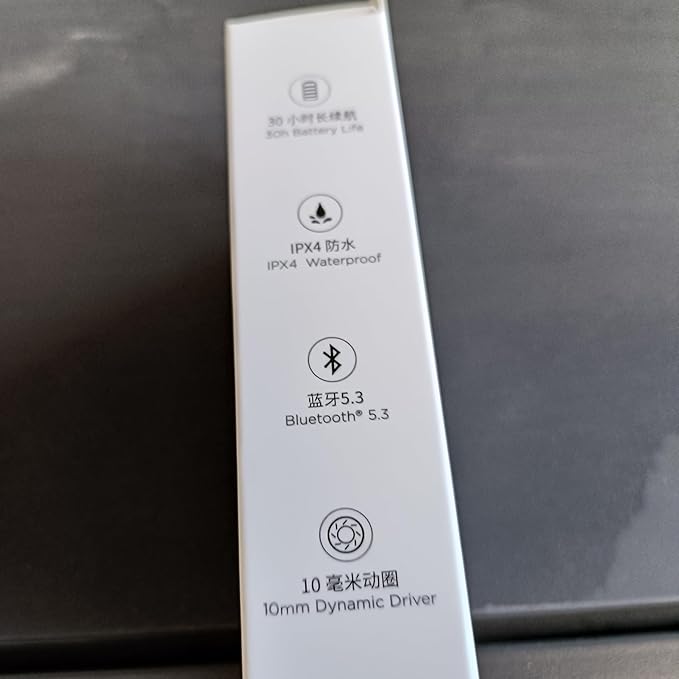 30 小时长续航
30h Battery Life
IPX4 防水
IPX4 Waterproof
蓝牙5.3
Bluetooth® 5.3
10 毫米动圈
10mm Dynamic Driver